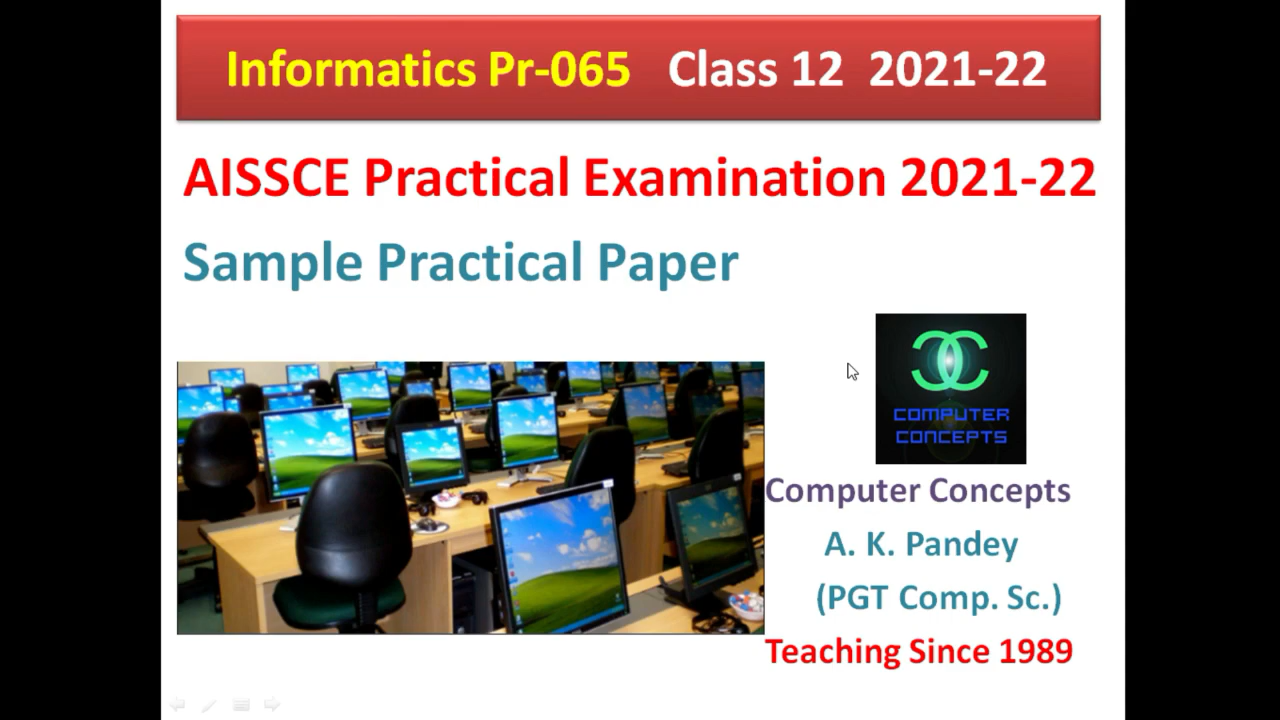 Informatics Pr-065 Class 12 2021-22
AISSCE Practical Examination 2021-22
Sample Practical Paper
COMPUTER
CONCEPTS
Computer Concepts
A. K. Pandey
(PGT Comp. Sc.)
Teaching Since 1989